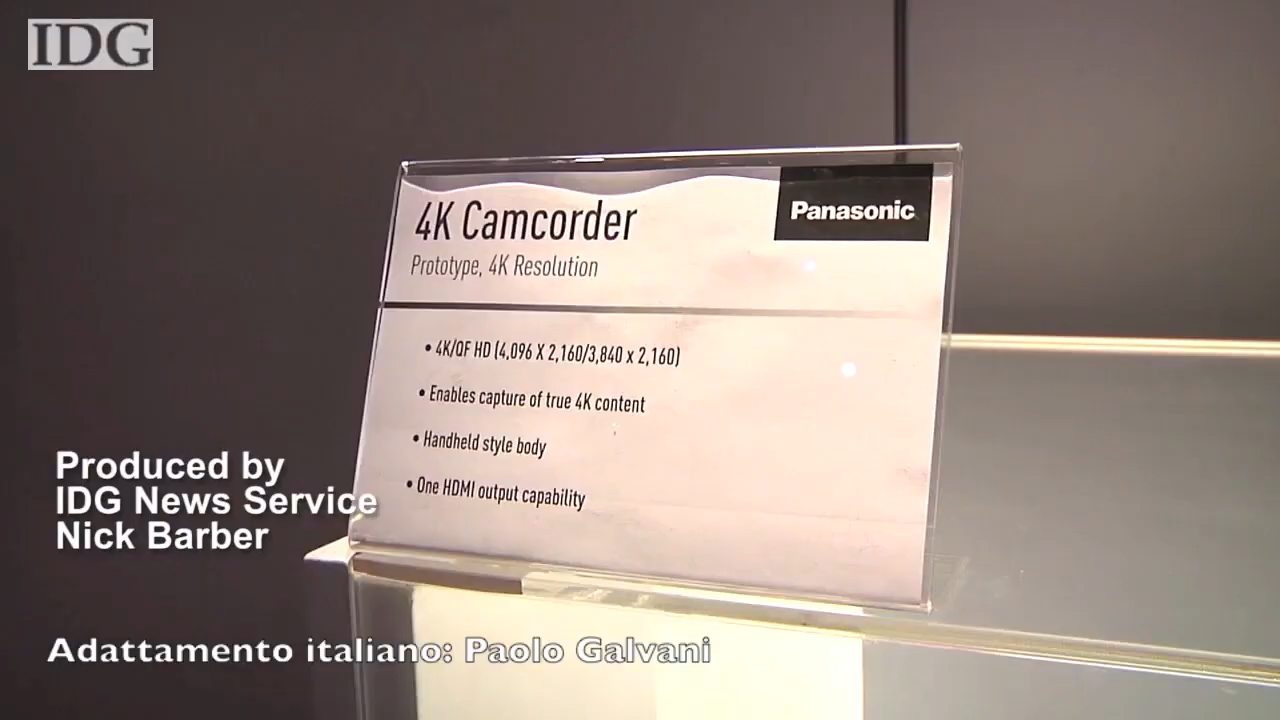 IDG
4K Camcorder
Panasonic
Prototype, 4K Resolution
• 4K/QF HD (4,096 X 2,160/3,840 x 2,160)
• Enables capture of true 4K content
• Handheld style body
• One HDMI output capability
Produced by
IDG News Service
Nick Barber
Adattamento italiano: Paolo Galvani